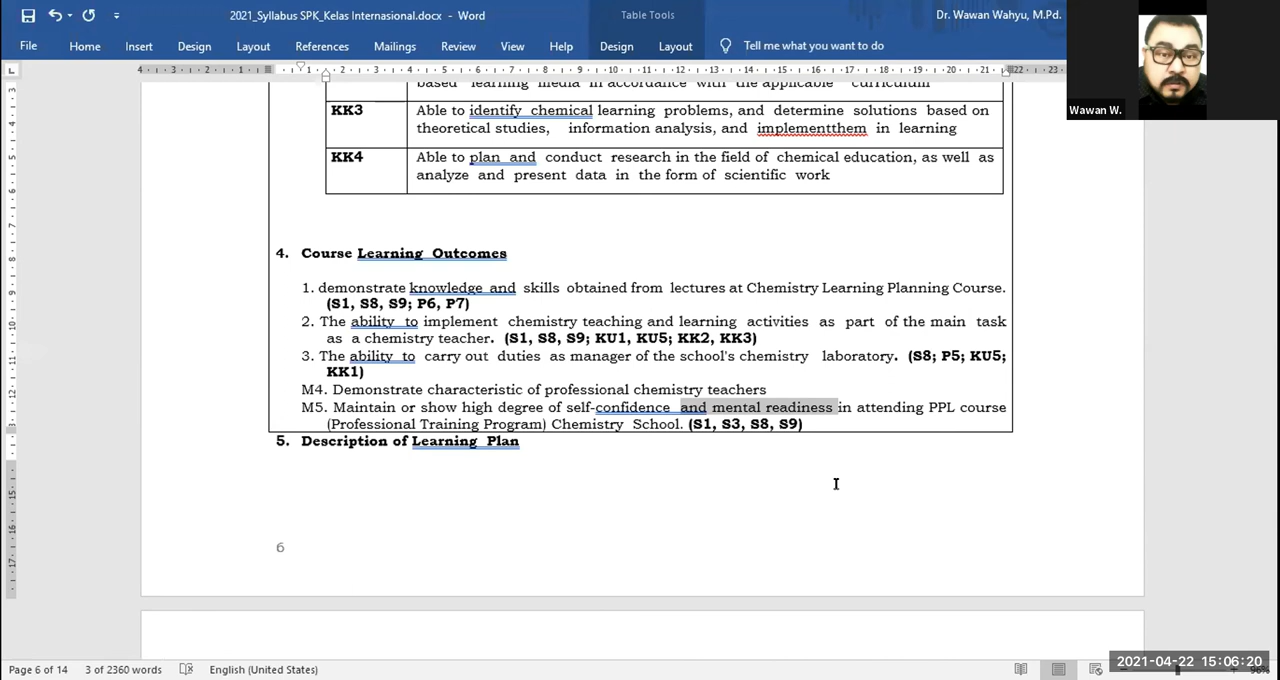 2021_Syllabus SPK_Kelas Internasional.docx - Word
Table Tools
Dr. Wawan Wahyu, M.Pd.
File Home Insert Design Layout References Mailings Review View Help Design Layout Tell me what you want to do
Wawan W.
based learning media in accordance with the applicable curriculum
KK3 Able to identify chemical learning problems, and determine solutions based on
theoretical studies, information analysis, and implementthem in learning
KK4 Able to plan and conduct research in the field of chemical education, as well as
analyze and present data in the form of scientific work
4. Course Learning Outcomes
1. demonstrate knowledge and skills obtained from lectures at Chemistry Learning Planning Course.
(S1, S8, S9; P6, P7)
2. The ability to implement chemistry teaching and learning activities as part of the main task
as a chemistry teacher. (S1, S8, S9; KU1, KU5; KK2, KK3)
3. The ability to carry out duties as manager of the school's chemistry laboratory. (S8; P5; KU5;
KK1)
M4. Demonstrate characteristic of professional chemistry teachers
M5. Maintain or show high degree of self-confidence and mental readiness in attending PPL course
(Professional Training Program) Chemistry School. (S1, S3, S8, S9)
5. Description of Learning Plan
6
Page 6 of 14 3 of 2360 words English (United States)
2021-04-22 15:06:20